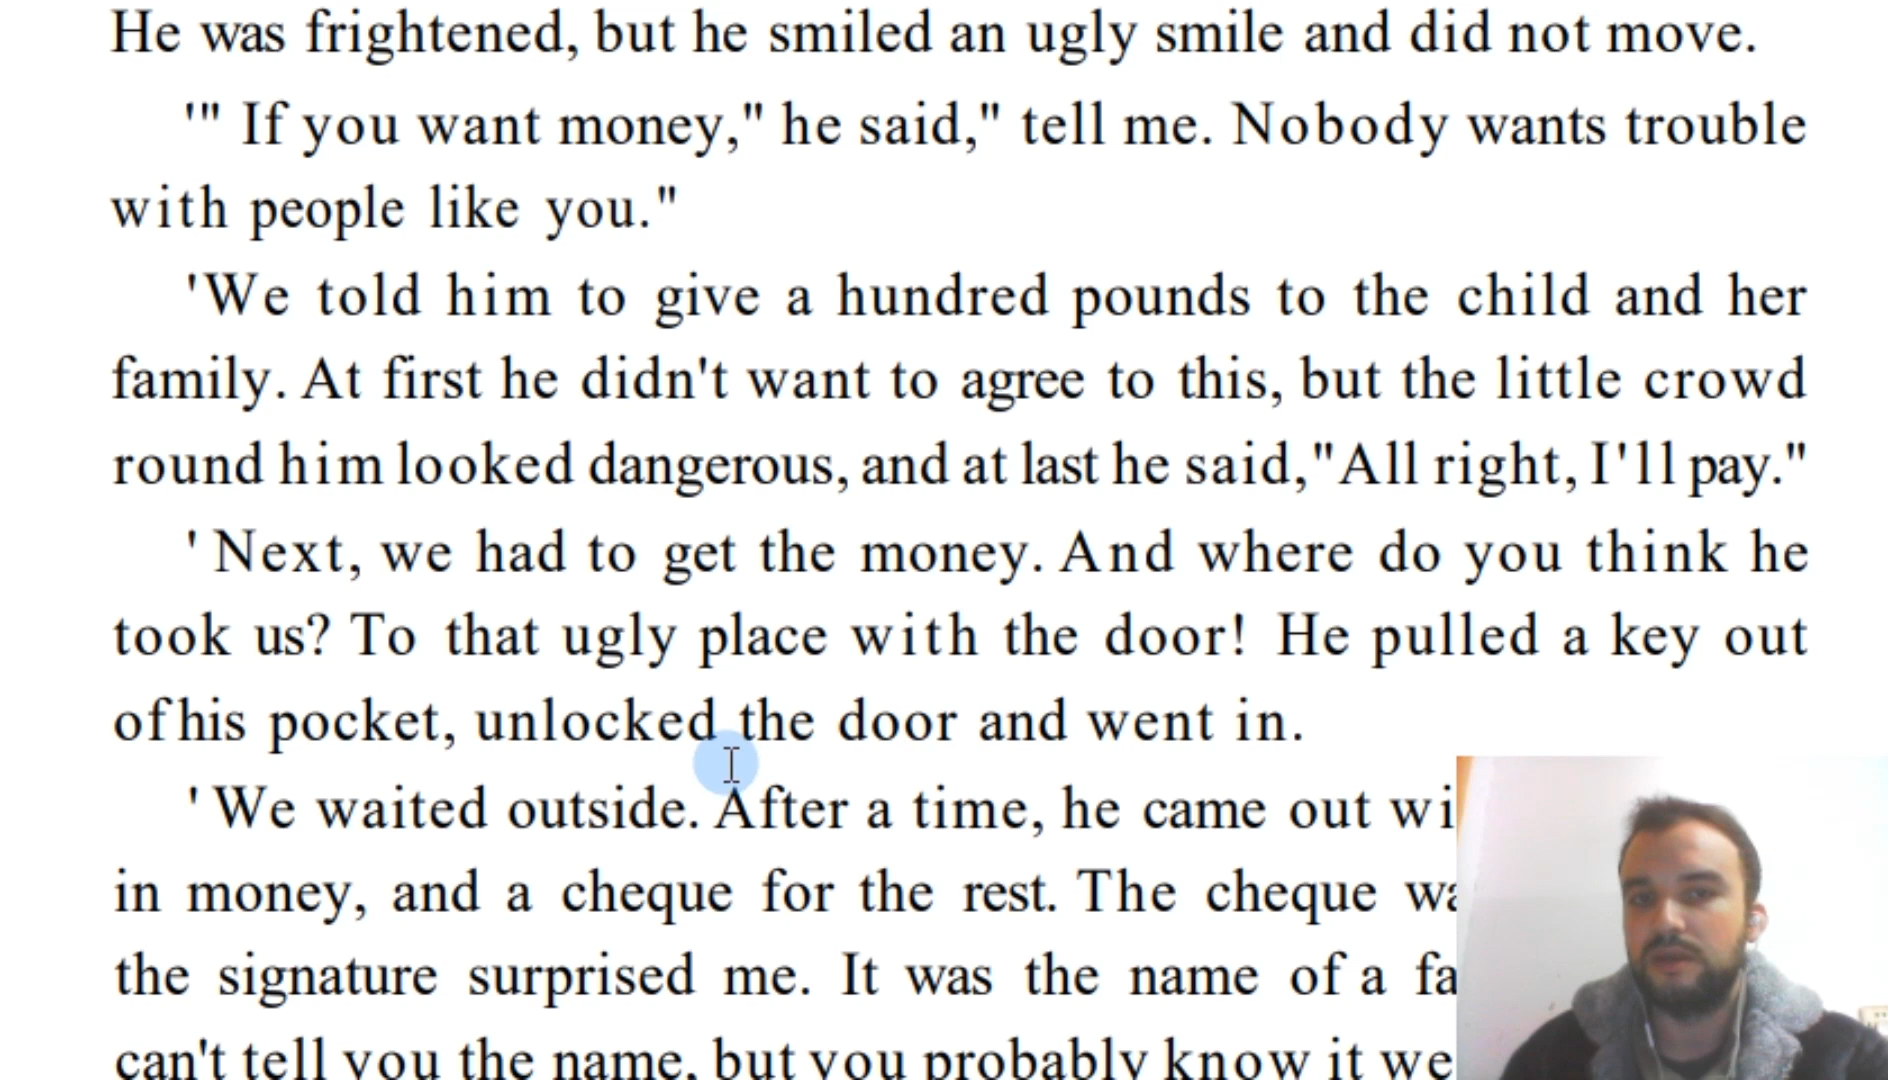 He was frightened, but he smiled an ugly smile and did not move.
'" If you want money," he said," tell me. Nobody wants trouble
with people like you."
'We told him to give a hundred pounds to the child and her
family. At first he didn't want to agree to this, but the little crowd
round him looked dangerous, and at last he said,"All right, I'll pay."
' Next, we had to get the money. And where do you think he
took us? To that ugly place with the door! He pulled a key out
of his pocket, unlocked the door and went in.
' We waited outside. After a time, he came out
in money, and a cheque for the rest. The cheque
the signature surprised me. It was the name of a
can't tell you the name, but you probably know it